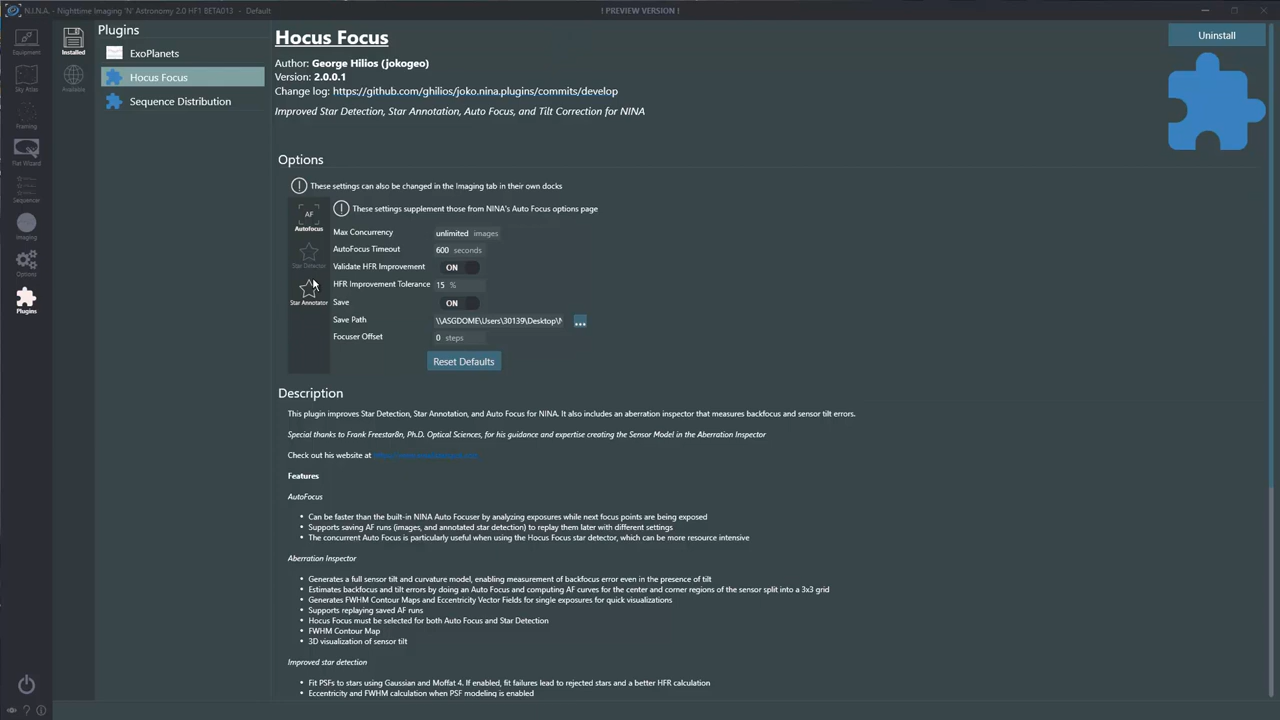 N.I.N.A. - Nighttime Imaging 'N' Astronomy 2.0 HF1 BETA013 - Default
! PREVIEW VERSION !
Equipment
Sky Atlas
Framing
Flat Wizard
Sequence
Imaging
Options
Plugins
Installed
Available
Plugins
ExoPlanets
Hocus Focus
Sequence Distribution
Hocus Focus
Uninstall
Author: George Hilios (jokogeo)
Version: 2.0.0.1
Change log: https://github.com/ghilios/joko.nina.plugins/commits/develop
Improved Star Detection, Star Annotation, Auto Focus, and Tilt Correction for NINA
Options
These settings can also be changed in the Imaging tab in their own docks
AF
Autofocus
Star Detector
Star Annotator
These settings supplement those from NINA's Auto Focus options page
Max Concurrency unlimited images
AutoFocus Timeout 600 seconds
Validate HFR Improvement ON
HFR Improvement Tolerance 15 %
Save ON
Save Path \\ASGDOME\Users\30139\Desktop\N ...
Focuser Offset 0 steps
Reset Defaults
Description
This plugin improves Star Detection, Star Annotation, and Auto Focus for NINA. It also includes an aberration inspector that measures backfocus and sensor tilt errors.
Special thanks to Frank Freestar8n, Ph.D. Optical Sciences, for his guidance and expertise creating the Sensor Model in the Aberration Inspector
Check out his website at
Features
AutoFocus
• Can be faster than the built-in NINA Auto Focuser by analyzing exposures while next focus points are being exposed
• Supports saving AF runs (images, and annotated star detection) to replay them later with different settings
• The concurrent Auto Focus is particularly useful when using the Hocus Focus star detector, which can be more resource intensive
Aberration Inspector
• Generates a full sensor tilt and curvature model, enabling measurement of backfocus error even in the presence of tilt
• Estimates backfocus and tilt errors by doing an Auto Focus and computing AF curves for the center and corner regions of the sensor split into a 3x3 grid
• Generates FWHM Contour Maps and Eccentricity Vector Fields for single exposures for quick visualizations
• Supports replaying saved AF runs
• Hocus Focus must be selected for both Auto Focus and Star Detection
• FWHM Contour Map
• 3D visualization of sensor tilt
Improved star detection
• Fit PSFs to stars using Gaussian and Moffat 4. If enabled, fit failures lead to rejected stars and a better HFR calculation
• Eccentricity and FWHM calculation when PSF modeling is enabled